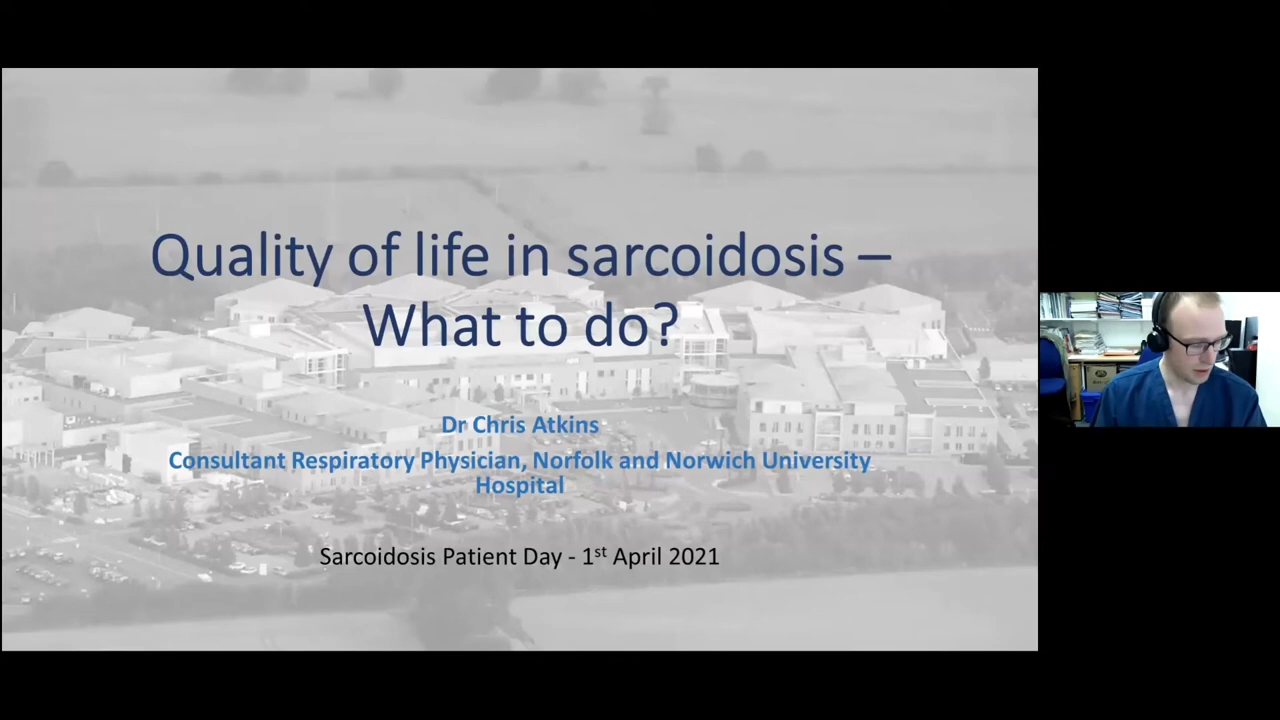 Quality of life in sarcoidosis –
What to do?
Dr Chris Atkins
Consultant Respiratory Physician, Norfolk and Norwich University
Hospital
Sarcoidosis Patient Day - 1st April 2021